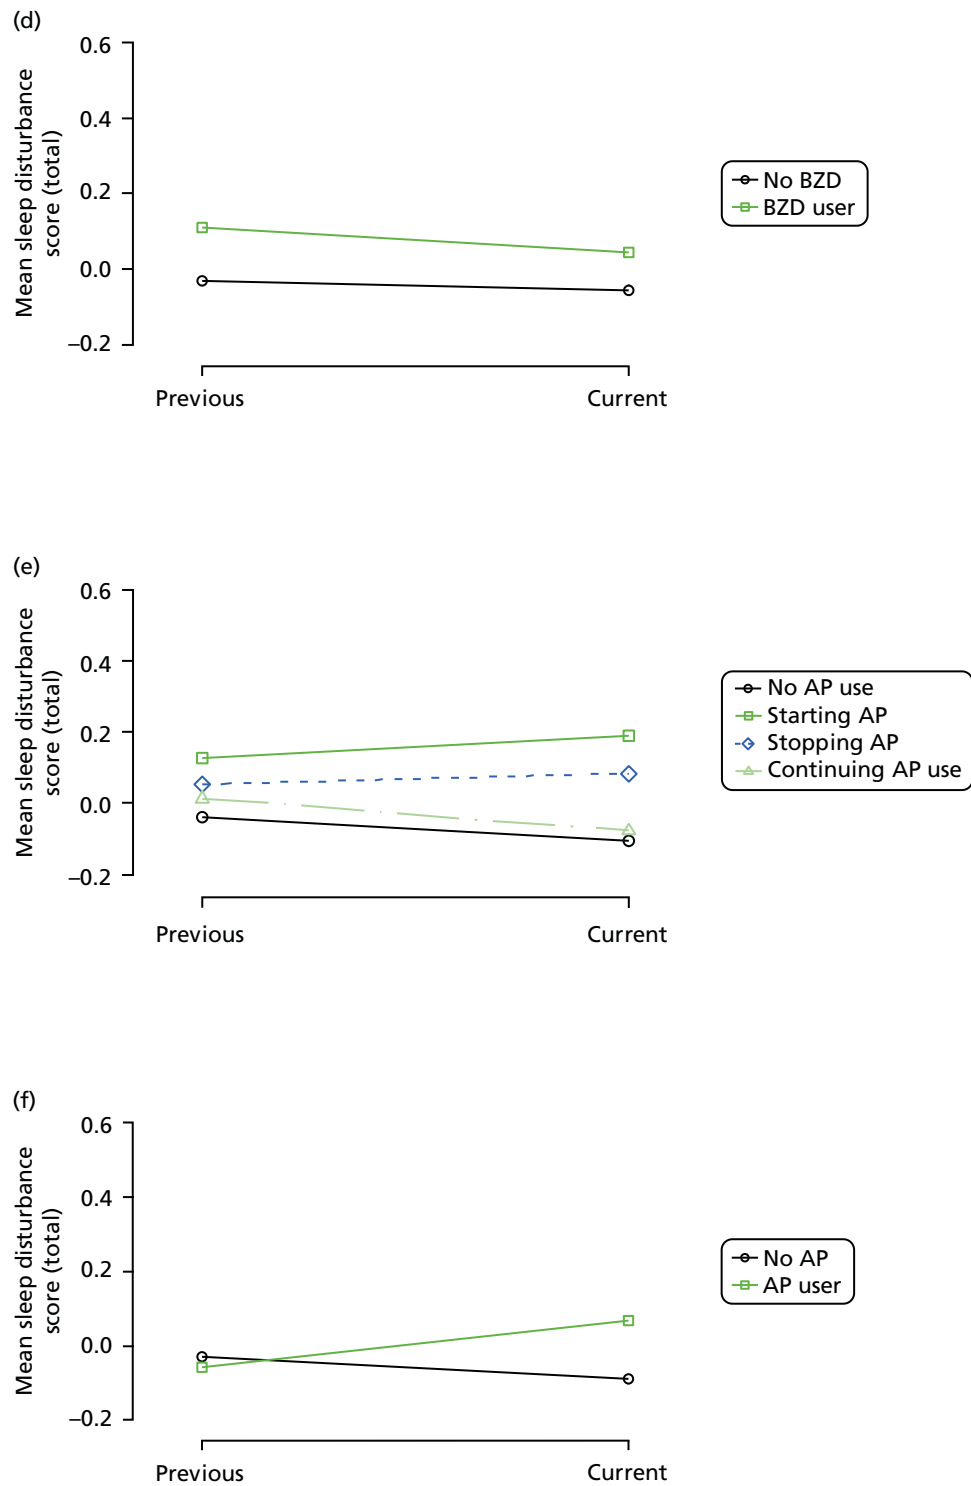 (d)
Mean sleep disturbance
score (total)
0.6
0.4
0.2
0.0
–0.2
Previous
Current
No BZD
BZD user
(e)
Mean sleep disturbance
score (total)
0.6
0.4
0.2
0.0
–0.2
Previous
Current
No AP use
Starting AP
Stopping AP
Continuing AP use
(f)
Mean sleep disturbance
score (total)
0.6
0.4
0.2
0.0
–0.2
Previous
Current
No AP
AP user